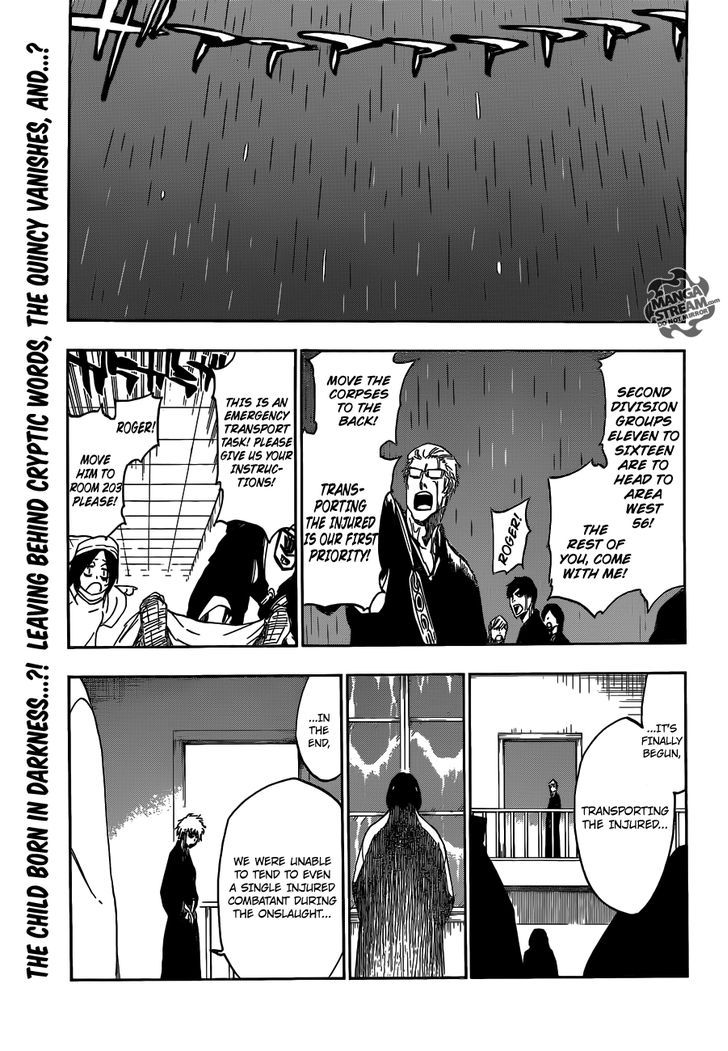 THE CHILD BORN IN DARKNESS...?! LEAVING BEHIND CRYPTIC WORDS, THE QUINCY VANISHES, AND...?
MANGA
STREAM.com
DO NOT MIRROR
SECOND
DIVISION
GROUPS
ELEVEN TO
SIXTEEN
ARE TO
HEAD TO
AREA
WEST
56!
THE
REST OF
YOU, COME
WITH ME!
ROGER!
MOVE THE
CORPSES
TO THE
BACK!
TRANS-
PORTING
THE INJURED
IS OUR FIRST
PRIORITY!
THIS IS AN
EMERGENCY
TRANSPORT
TASK! PLEASE
GIVE US YOUR
INSTRUC-
TIONS!
ROGER!
MOVE
HIM TO
ROOM 203
PLEASE!
...IT'S
FINALLY
BEGUN,
TRANSPORTING
THE INJURED...
...IN
THE
END,
WE WERE UNABLE
TO TEND TO EVEN
A SINGLE INJURED
COMBATANT DURING
THE ONSLAUGHT...